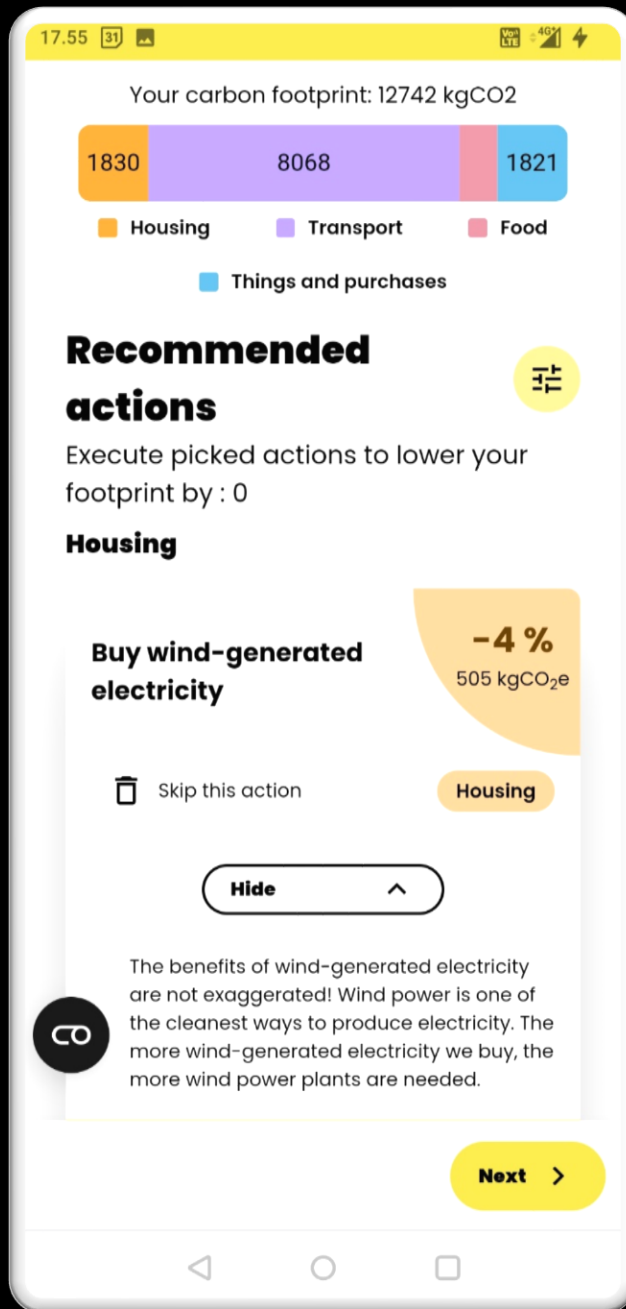 17.55 31 Vo LTE 4G+
Your carbon footprint: 12742 kgCO2
1830 8068 1821
Housing Transport Food
Things and purchases
Recommended
actions
Execute picked actions to lower your
footprint by : 0
Housing
Buy wind-generated
electricity
-4 %
505 kgCO₂e
Skip this action
Housing
Hide
The benefits of wind-generated electricity
are not exaggerated! Wind power is one of
the cleanest ways to produce electricity. The
more wind-generated electricity we buy, the
more wind power plants are needed.
Next